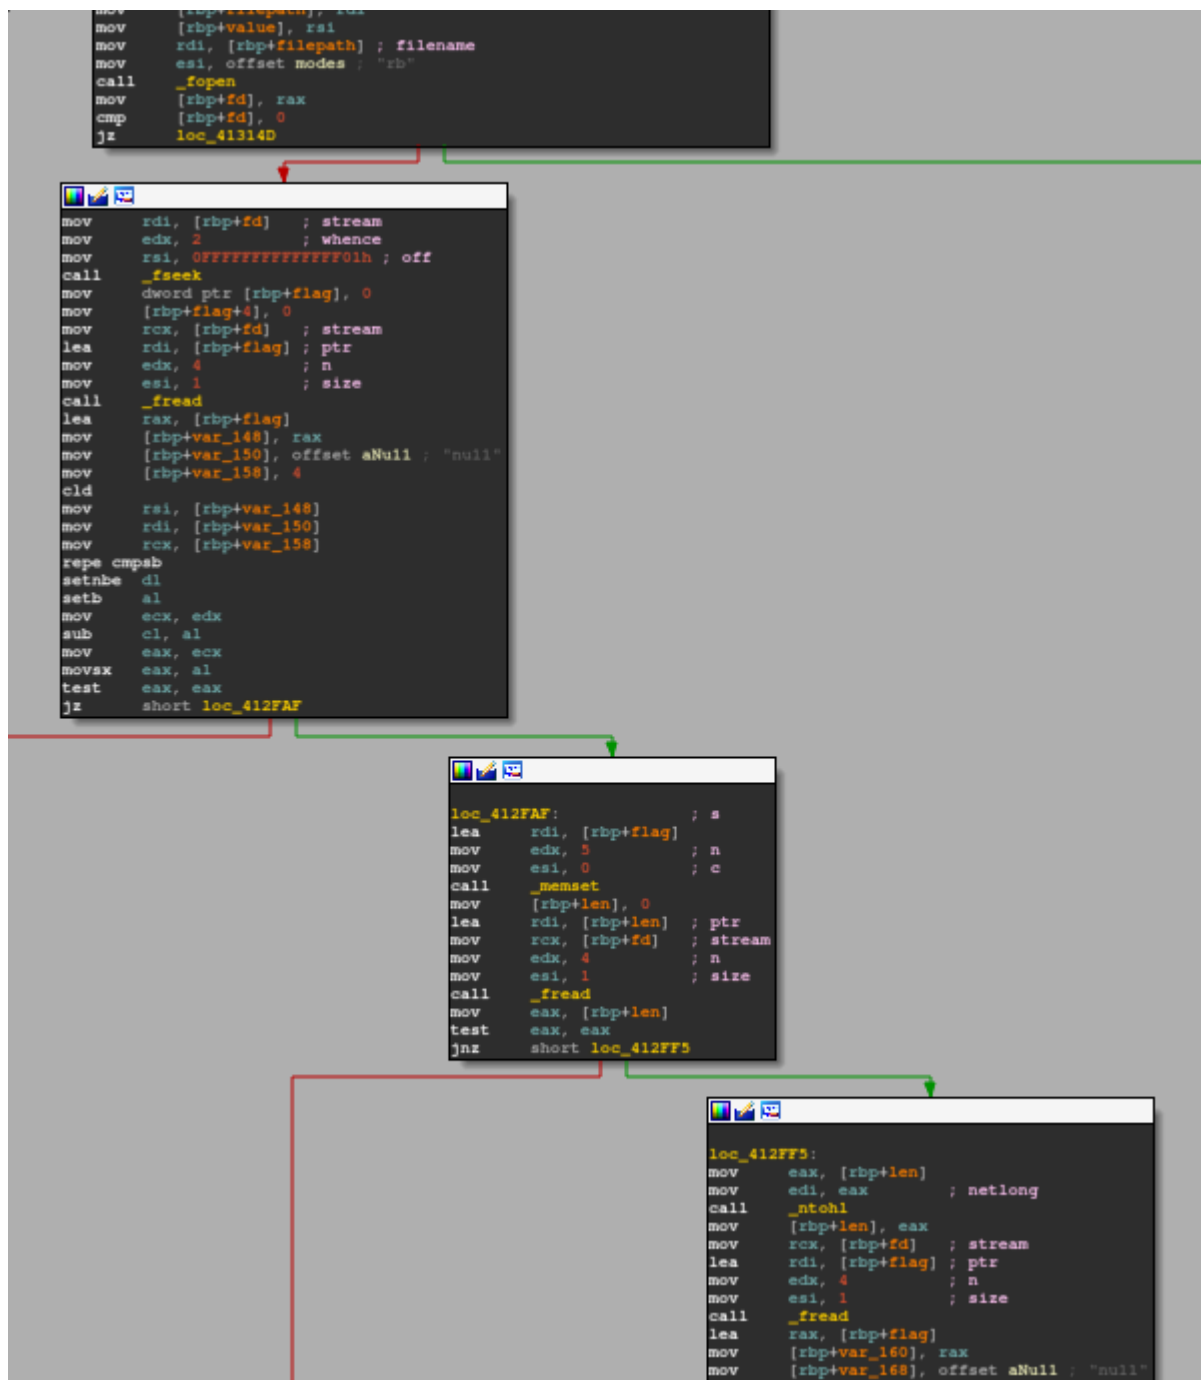 mov [rbp+filepath], rdi
mov [rbp+value], rsi
mov rdi, [rbp+filepath] ; filename
mov esi, offset modes ; "rb"
call _fopen
mov [rbp+fd], rax
cmp [rbp+fd], 0
jz loc_41314D
mov rdi, [rbp+fd] ; stream
mov edx, 2 ; whence
mov rsi, 0FFFFFFFFFFFFFF01h ; off
call _fseek
mov dword ptr [rbp+flag], 0
mov [rbp+flag+4], 0
mov rcx, [rbp+fd] ; stream
lea rdi, [rbp+flag] ; ptr
mov edx, 4 ; n
mov esi, 1 ; size
call _fread
lea rax, [rbp+flag]
mov [rbp+var_148], rax
mov [rbp+var_150], offset aNull ; "null"
mov [rbp+var_158], 4
cld
mov rsi, [rbp+var_148]
mov rdi, [rbp+var_150]
mov rcx, [rbp+var_158]
repe cmpsb
setnbe dl
setb al
mov ecx, edx
sub cl, al
mov eax, ecx
movsx eax, al
test eax, eax
jz short loc_412FAF
loc_412FAF: ; s
lea rdi, [rbp+flag]
mov edx, 5 ; n
mov esi, 0 ; c
call _memset
mov [rbp+len], 0
lea rdi, [rbp+len] ; ptr
mov rcx, [rbp+fd] ; stream
mov edx, 4 ; n
mov esi, 1 ; size
call _fread
mov eax, [rbp+len]
test eax, eax
jnz short loc_412FF5
loc_412FF5:
mov eax, [rbp+len]
mov edi, eax ; netlong
call _ntohl
mov [rbp+len], eax
mov rcx, [rbp+fd] ; stream
lea rdi, [rbp+flag] ; ptr
mov edx, 4 ; n
mov esi, 1 ; size
call _fread
lea rax, [rbp+flag]
mov [rbp+var_160], rax
mov [rbp+var_168], offset aNull ; "null"